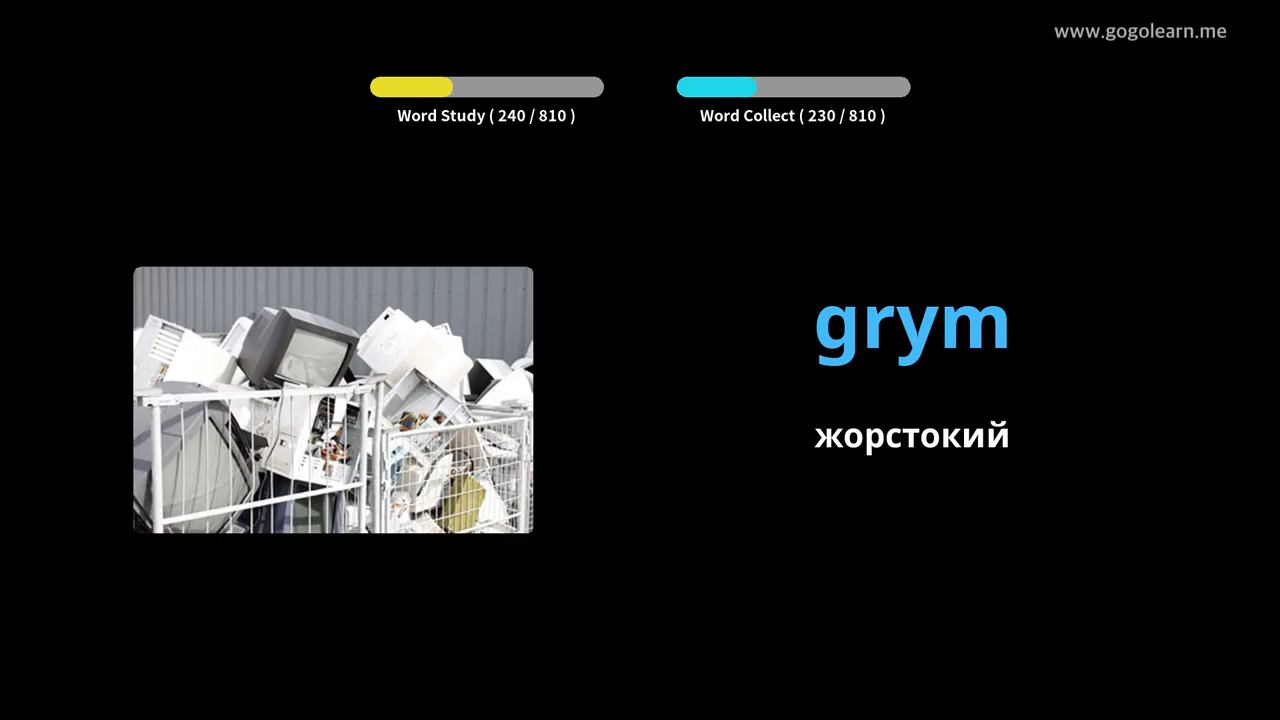 www.gogolearn.me
Word Study ( 240 / 810 )
Word Collect ( 230 / 810 )
grym
жорстокий